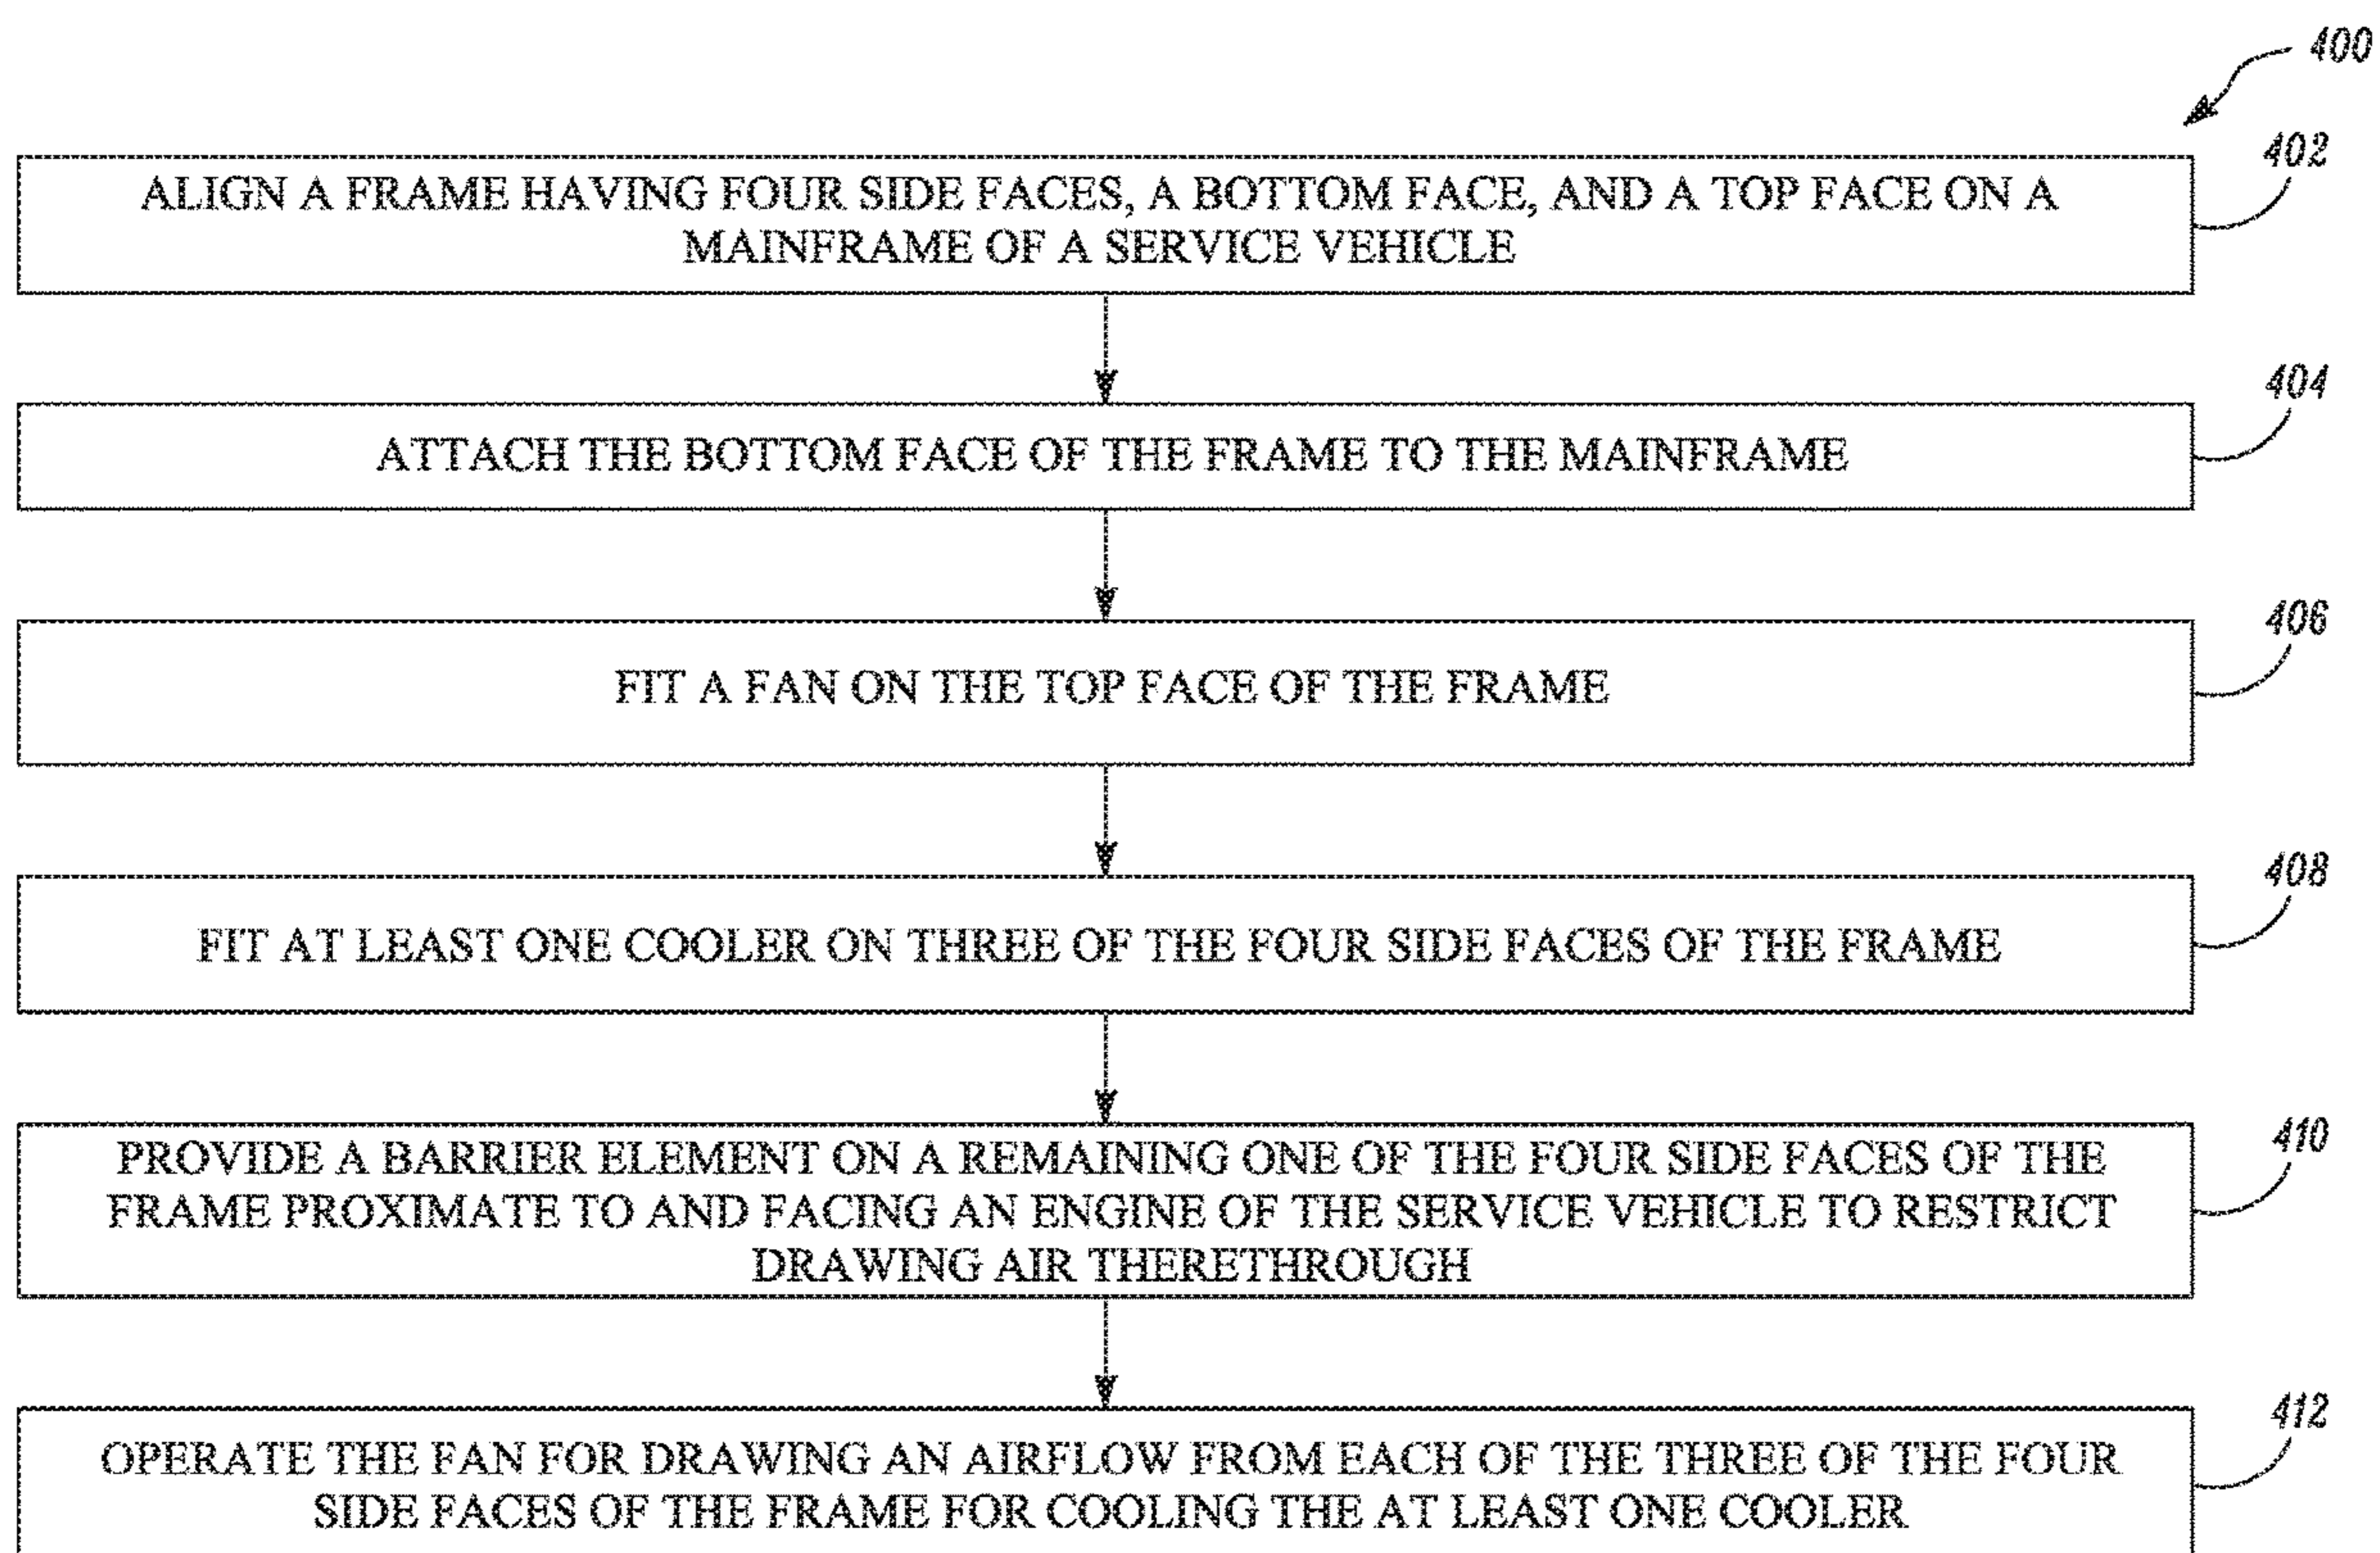 400
402
ALIGN A FRAME HAVING FOUR SIDE FACES, A BOTTOM FACE, AND A TOP FACE ON A
MAINFRAME OF A SERVICE VEHICLE
404
ATTACH THE BOTTOM FACE OF THE FRAME TO THE MAINFRAME
406
FIT A FAN ON THE TOP FACE OF THE FRAME
408
FIT AT LEAST ONE COOLER ON THREE OF THE FOUR SIDE FACES OF THE FRAME
410
PROVIDE A BARRIER ELEMENT ON A REMAINING ONE OF THE FOUR SIDE FACES OF THE
FRAME PROXIMATE TO AND FACING AN ENGINE OF THE SERVICE VEHICLE TO RESTRICT
DRAWING AIR THERETHROUGH
412
OPERATE THE FAN FOR DRAWING AN AIRFLOW FROM EACH OF THE THREE OF THE FOUR
SIDE FACES OF THE FRAME FOR COOLING THE AT LEAST ONE COOLER